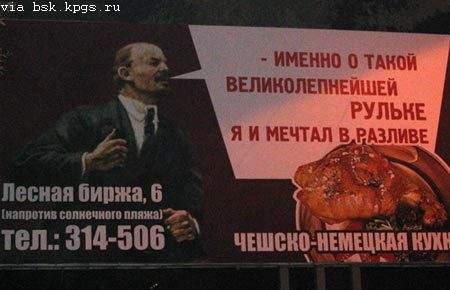 via bsk.kpgs.ru
- ИМЕННО О ТАКОЙ
ВЕЛИКОЛЕПНЕЙШЕЙ
РУЛЬКЕ
Я И МЕЧТАЛ В РАЗЛИВЕ
Лесная биржа, 6
(напротив солнечного пляжа)
тел.: 314-506
ЧЕШСКО-НЕМЕЦКАЯ КУХН